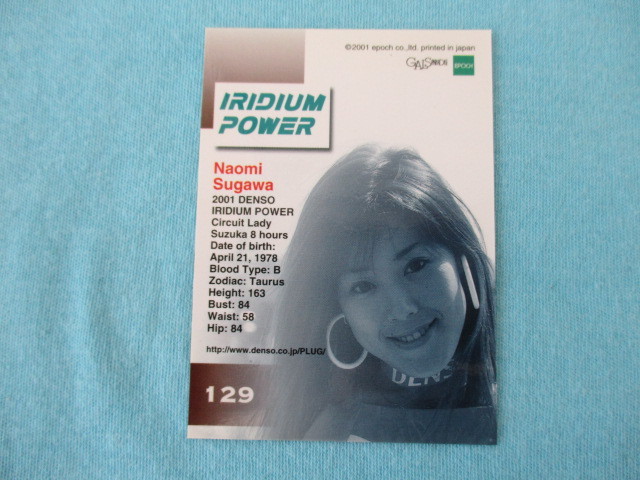 ©2001 epoch co.,ltd. printed in japan
EPOCH
IRIDIUM
POWER
Naomi
Sugawa
2001 DENSO
IRIDIUM POWER
Circuit Lady
Suzuka 8 hours
Date of birth:
April 21, 1978
Blood Type: B
Zodiac: Taurus
Height: 163
Bust: 84
Waist: 58
Hip: 84
http://www.denso.co.jp/PLUG/
DENS
129